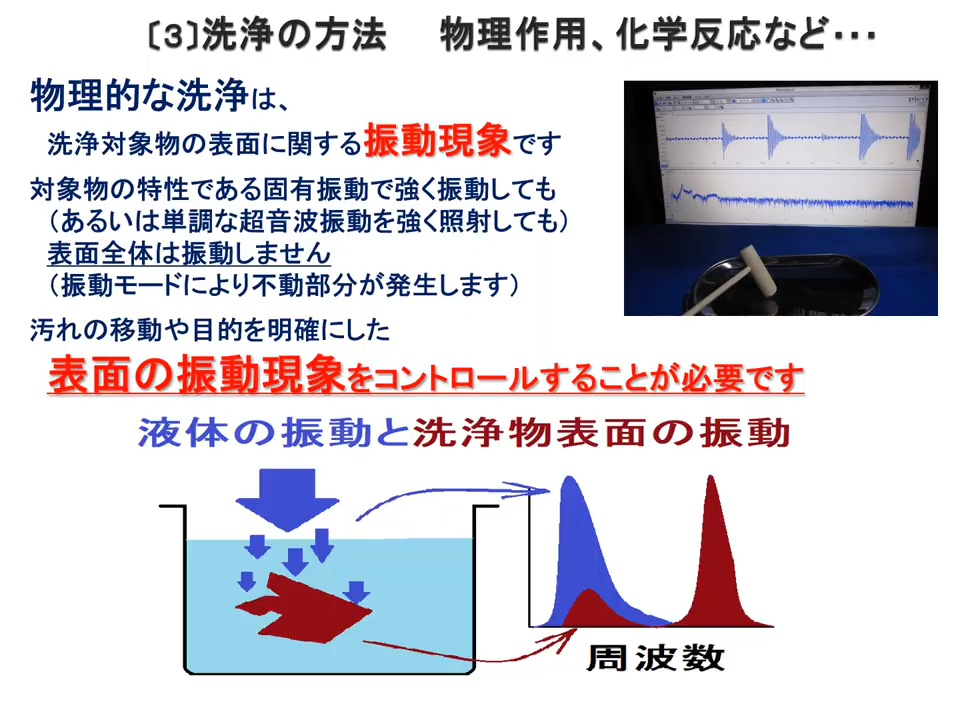 〔３〕洗浄の方法　　物理作用、化学反応など・・・
物理的な洗浄は、
洗浄対象物の表面に関する振動現象です
対象物の特性である固有振動で強く振動しても
（あるいは単調な超音波振動を強く照射しても）
表面全体は振動しません
（振動モードにより不動部分が発生します）
汚れの移動や目的を明確にした
表面の振動現象をコントロールすることが必要です
液体の振動と洗浄物表面の振動
周波数
pico